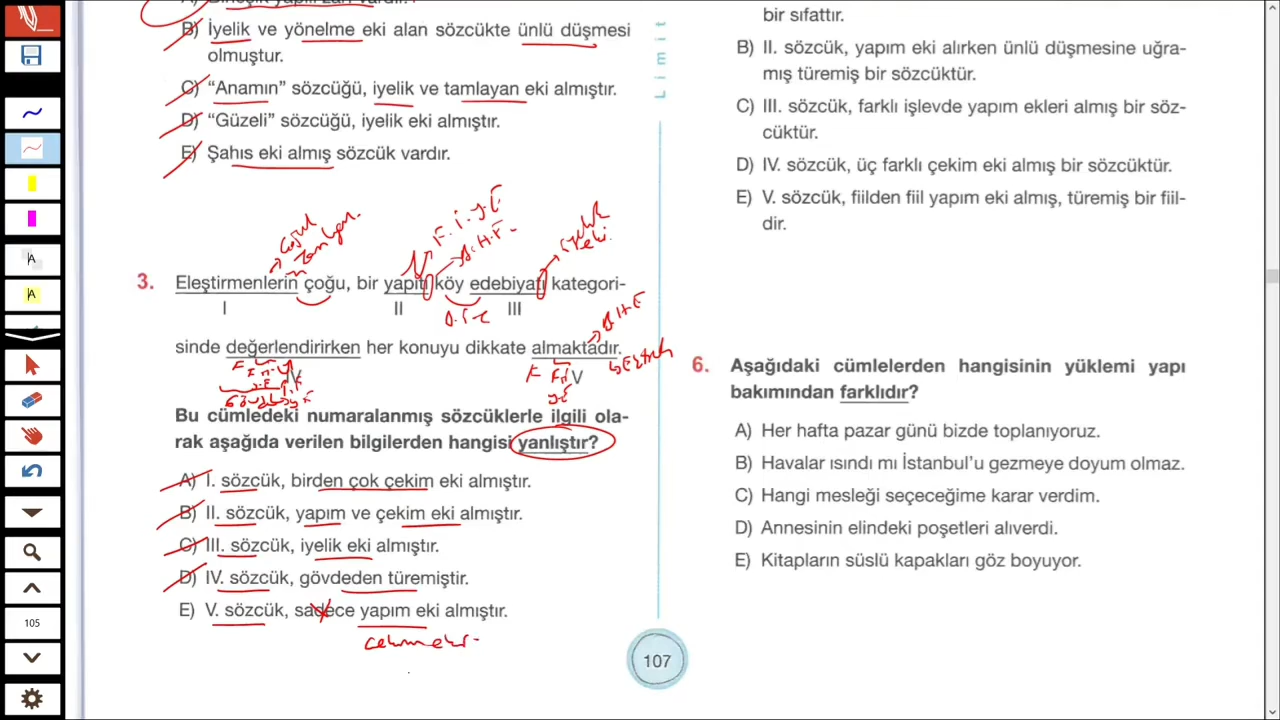 B) İyelik ve yönelme eki alan sözcükte ünlü düşmesi
olmuştur.
C) “Anamın” sözcüğü, iyelik ve tamlayan eki almıştır.
D) “Güzeli” sözcüğü, iyelik eki almıştır.
E) Şahıs eki almış sözcük vardır.
çoğul
F.İ.Y.E
B.H.E.
iyelik
eki.
3. Eleştirmenlerin çoğu, bir yapıtı köy edebiyatı kategori-
I II III
B.H.E
sinde değerlendirirken her konuyu dikkate almaktadır.
V
Bu cümledeki numaralanmış sözcüklerle ilgili ola-
rak aşağıda verilen bilgilerden hangisi yanlıştır?
A) I. sözcük, birden çok çekim eki almıştır.
B) II. sözcük, yapım ve çekim eki almıştır.
C) III. sözcük, iyelik eki almıştır.
D) IV. sözcük, gövdeden türemiştir.
E) V. sözcük, sadece yapım eki almıştır.
Limit
107
bir sıfattır.
B) II. sözcük, yapım eki alırken ünlü düşmesine uğra-
mış türemiş bir sözcüktür.
C) III. sözcük, farklı işlevde yapım ekleri almış bir söz-
cüktür.
D) IV. sözcük, üç farklı çekim eki almış bir sözcüktür.
E) V. sözcük, fiilden fiil yapım eki almış, türemiş bir fiil-
dir.
6. Aşağıdaki cümlelerden hangisinin yüklemi yapı
bakımından farklıdır?
A) Her hafta pazar günü bizde toplanıyoruz.
B) Havalar ısındı mı İstanbul’u gezmeye doyum olmaz.
C) Hangi mesleği seçeceğime karar verdim.
D) Annesinin elindeki poşetleri alıverdi.
E) Kitapların süslü kapakları göz boyuyor.
A
A
105